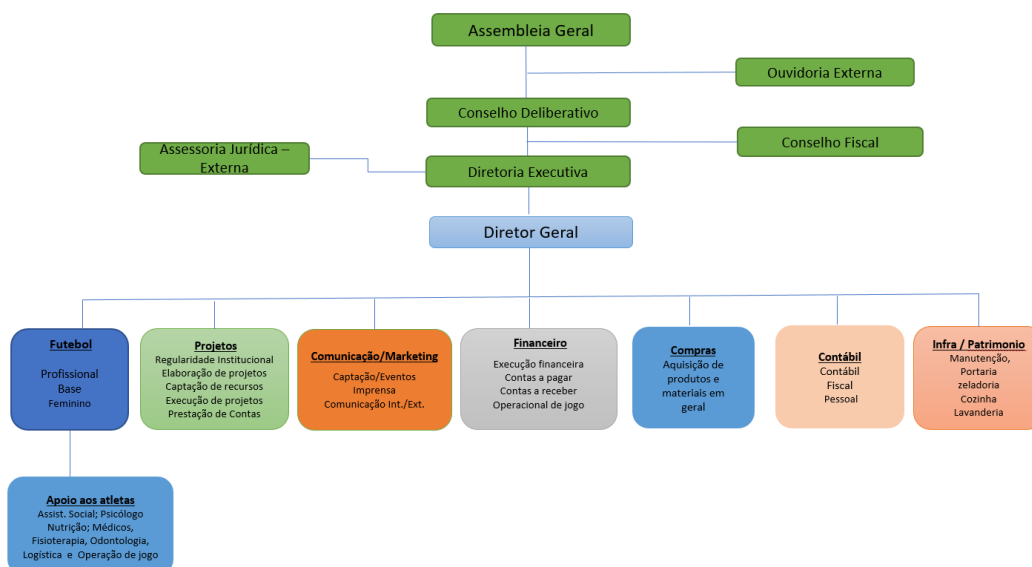 Assembleia Geral
Ouvidoria Externa
Conselho Deliberativo
Conselho Fiscal
Assessoria Jurídica –
Externa
Diretoria Executiva
Diretor Geral
Futebol
Profissional
Base
Feminino
Projetos
Regularidade Institucional
Elaboração de projetos
Captação de recursos
Execução de projetos
Prestação de Contas
Comunicação/Marketing
Captação/Eventos
Imprensa
Comunicação Int./Ext.
Financeiro
Execução financeira
Contas a pagar
Contas a receber
Operacional de jogo
Compras
Aquisição de
produtos e
materiais em
geral
Contábil
Contábil
Fiscal
Pessoal
Infra / Patrimonio
Manutenção,
Portaria
zeladoria
Cozinha
Lavanderia
Apoio aos atletas
Assist. Social; Psicólogo
Nutrição; Médicos,
Fisioterapia, Odontologia,
Logística e Operação de jogo